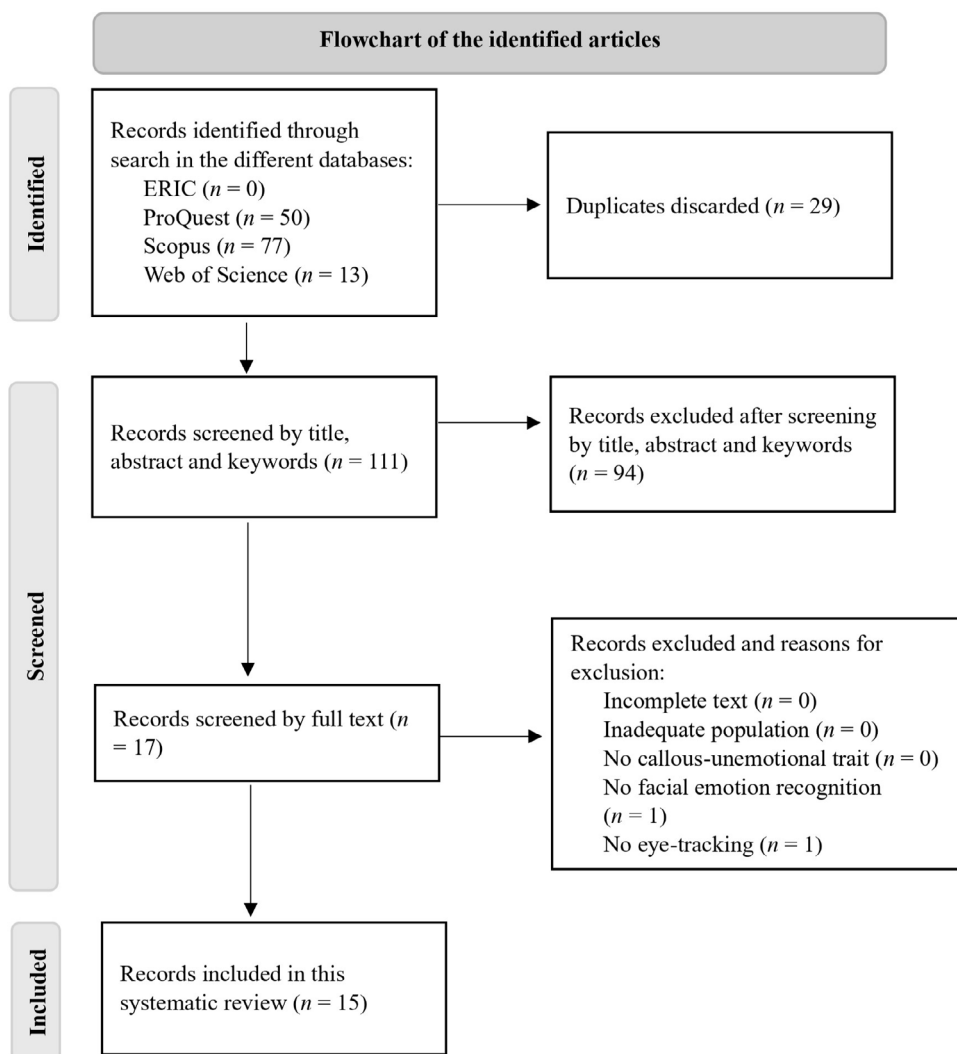 Flowchart of the identified articles
Identified
Records identified through
search in the different databases:
ERIC (n = 0)
ProQuest (n = 50)
Scopus (n = 77)
Web of Science (n = 13)
Duplicates discarded (n = 29)
Screened
Records screened by title,
abstract and keywords (n = 111)
Records excluded after screening
by title, abstract and keywords
(n = 94)
Records screened by full text (n
= 17)
Records excluded and reasons for
exclusion:
Incomplete text (n = 0)
Inadequate population (n = 0)
No callous-unemotional trait (n = 0)
No facial emotion recognition
(n = 1)
No eye-tracking (n = 1)
Included
Records included in this
systematic review (n = 15)